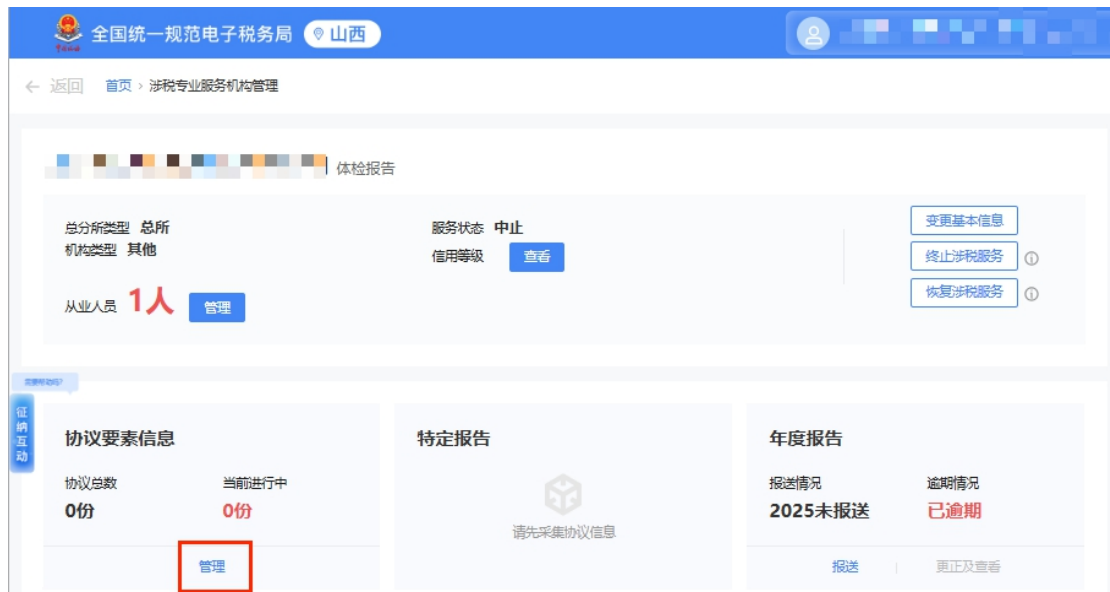 全国统一规范电子税务局 山西
返回 首页 › 涉税专业服务机构管理
体检报告
总分所类型 总所 服务状态 中止 变更基本信息
机构类型 其他 信用等级 查看 终止涉税服务
从业人员 1人 管理 恢复涉税服务
需要帮助吗?
征纳互动
协议要素信息 特定报告 年度报告
协议总数 当前进行中 报送情况 逾期情况
0份 0份 2025未报送 已逾期
请先采集协议信息
管理 报送 更正及查看